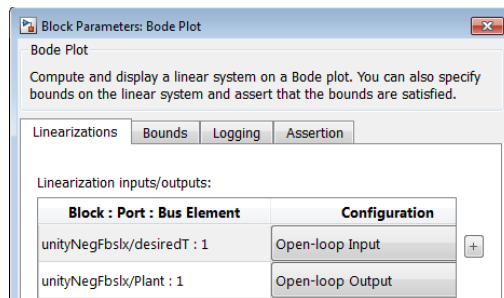 Block Parameters: Bode Plot
Bode Plot
Compute and display a linear system on a Bode plot. You can also specify
bounds on the linear system and assert that the bounds are satisfied.
Linearizations Bounds Logging Assertion
Linearization inputs/outputs:
Block : Port : Bus Element Configuration
unityNegFbslx/desiredT : 1 Open-loop Input +
unityNegFbslx/Plant : 1 Open-loop Output